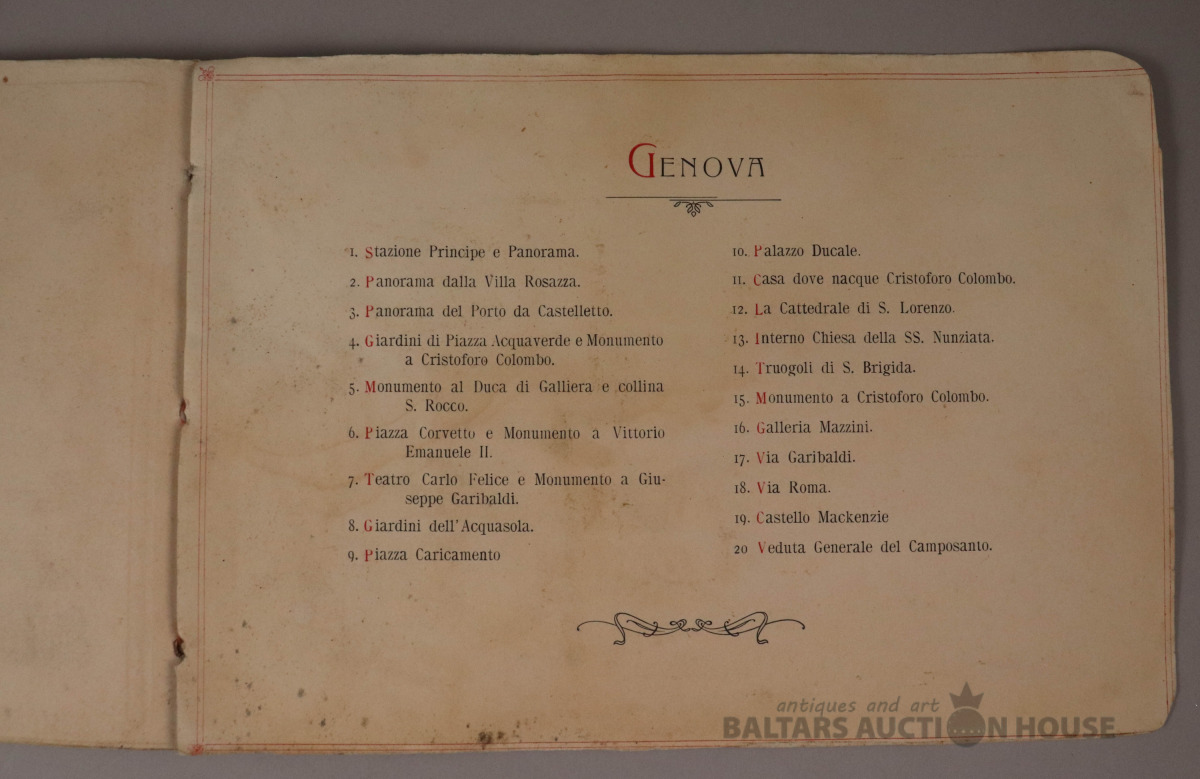 Genova
1. Stazione Principe e Panorama.
2. Panorama dalla Villa Rosazza.
3. Panorama del Porto da Castelletto.
4. Giardini di Piazza Acquaverde e Monumento
a Cristoforo Colombo.
5. Monumento al Duca di Galliera e collina
S. Rocco.
6. Piazza Corvetto e Monumento a Vittorio
Emanuele II.
7. Teatro Carlo Felice e Monumento a Giu-
seppe Garibaldi.
8. Giardini dell'Acquasola.
9. Piazza Caricamento
10. Palazzo Ducale.
11. Casa dove nacque Cristoforo Colombo.
12. La Cattedrale di S. Lorenzo.
13. Interno Chiesa della SS. Nunziata.
14. Truogoli di S. Brigida.
15. Monumento a Cristoforo Colombo.
16. Galleria Mazzini.
17. Via Garibaldi.
18. Via Roma.
19. Castello Mackenzie
20 Veduta Generale del Camposanto.
antiques and art
BALTARS AUCTION HOUSE